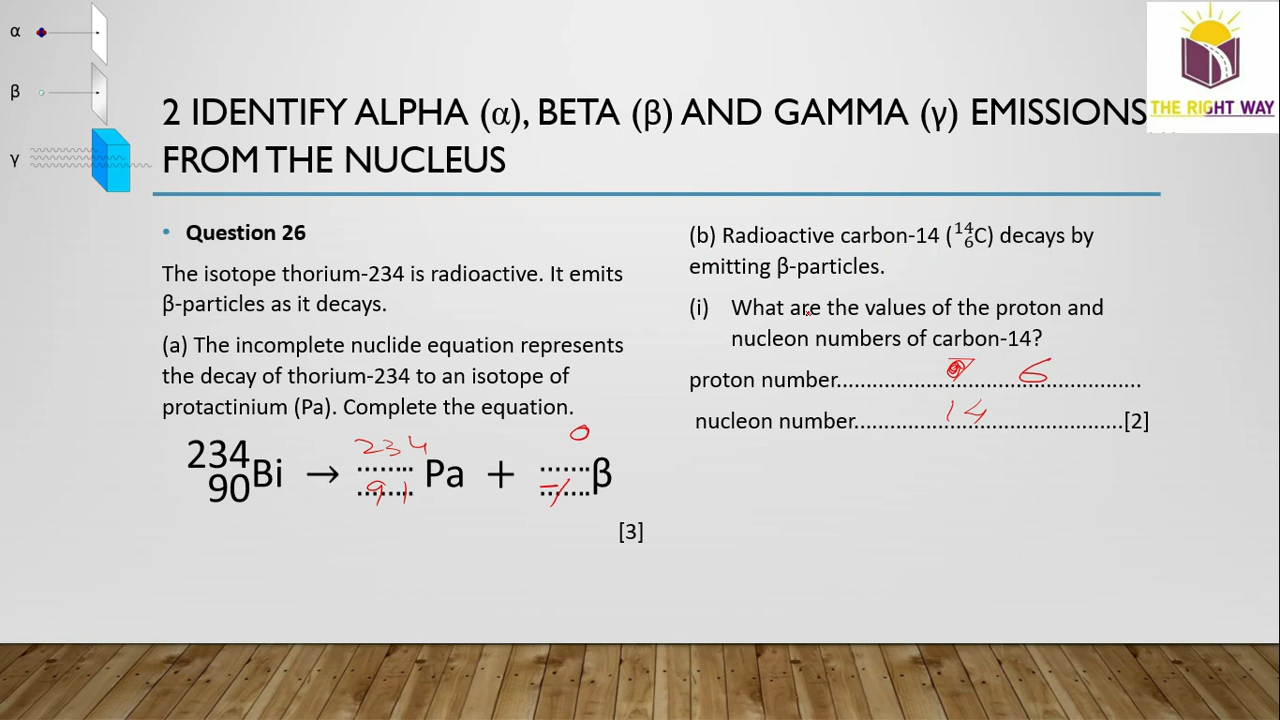 α
β
γ
THE RIGHT WAY
2 IDENTIFY ALPHA (α), BETA (β) AND GAMMA (γ) EMISSIONS
FROM THE NUCLEUS
• Question 26
The isotope thorium-234 is radioactive. It emits
β-particles as it decays.
(a) The incomplete nuclide equation represents
the decay of thorium-234 to an isotope of
protactinium (Pa). Complete the equation.
234 234 0
90 Bi → ........ Pa + ....... β
91 -1
[3]
(b) Radioactive carbon-14 (¹⁴₆C) decays by
emitting β-particles.
(i) What are the values of the proton and
nucleon numbers of carbon-14?
proton number.................................................... 6
nucleon number.............................................[2] 14